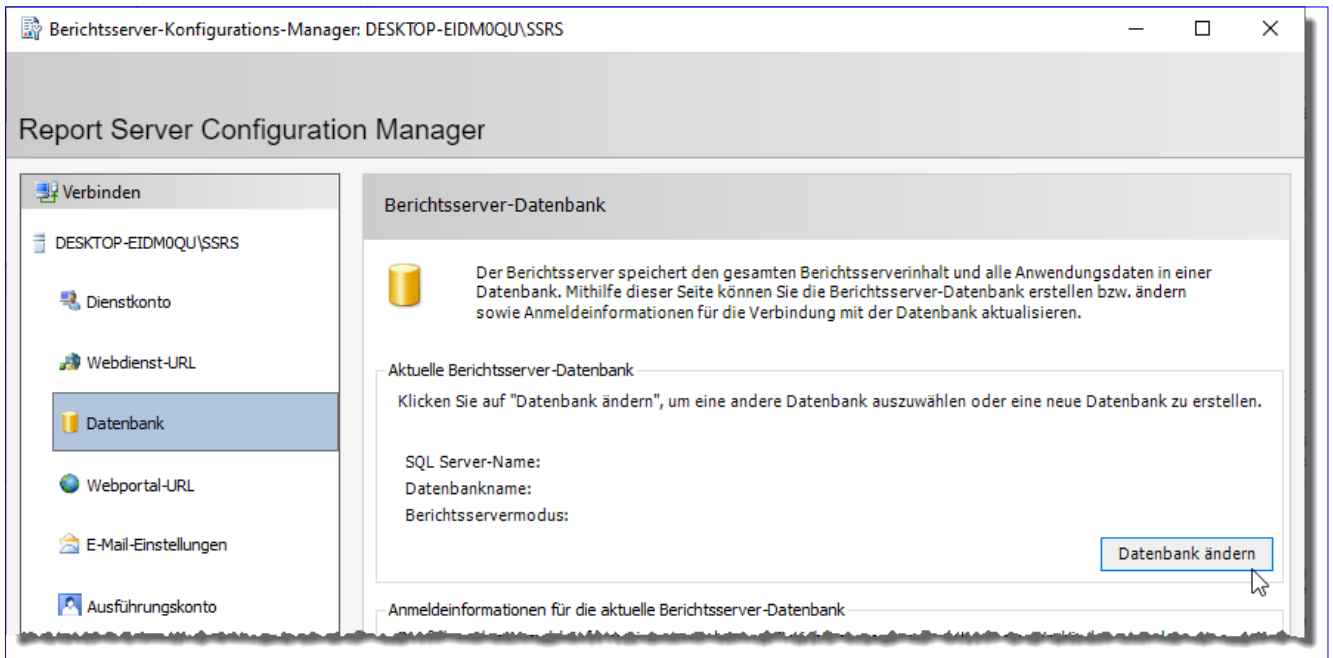 Berichtsserver-Konfigurations-Manager: DESKTOP-EIDM0QU\SSRS
Report Server Configuration Manager
Verbinden
DESKTOP-EIDM0QU\SSRS
Dienstkonto
Webdienst-URL
Datenbank
Webportal-URL
E-Mail-Einstellungen
Ausführungskonto
Berichtsserver-Datenbank
Der Berichtsserver speichert den gesamten Berichtsserverinhalt und alle Anwendungsdaten in einer
Datenbank. Mithilfe dieser Seite können Sie die Berichtsserver-Datenbank erstellen bzw. ändern
sowie Anmeldeinformationen für die Verbindung mit der Datenbank aktualisieren.
Aktuelle Berichtsserver-Datenbank
Klicken Sie auf "Datenbank ändern", um eine andere Datenbank auszuwählen oder eine neue Datenbank zu erstellen.
SQL Server-Name:
Datenbankname:
Berichtsservermodus:
Datenbank ändern
Anmeldeinformationen für die aktuelle Berichtsserver-Datenbank